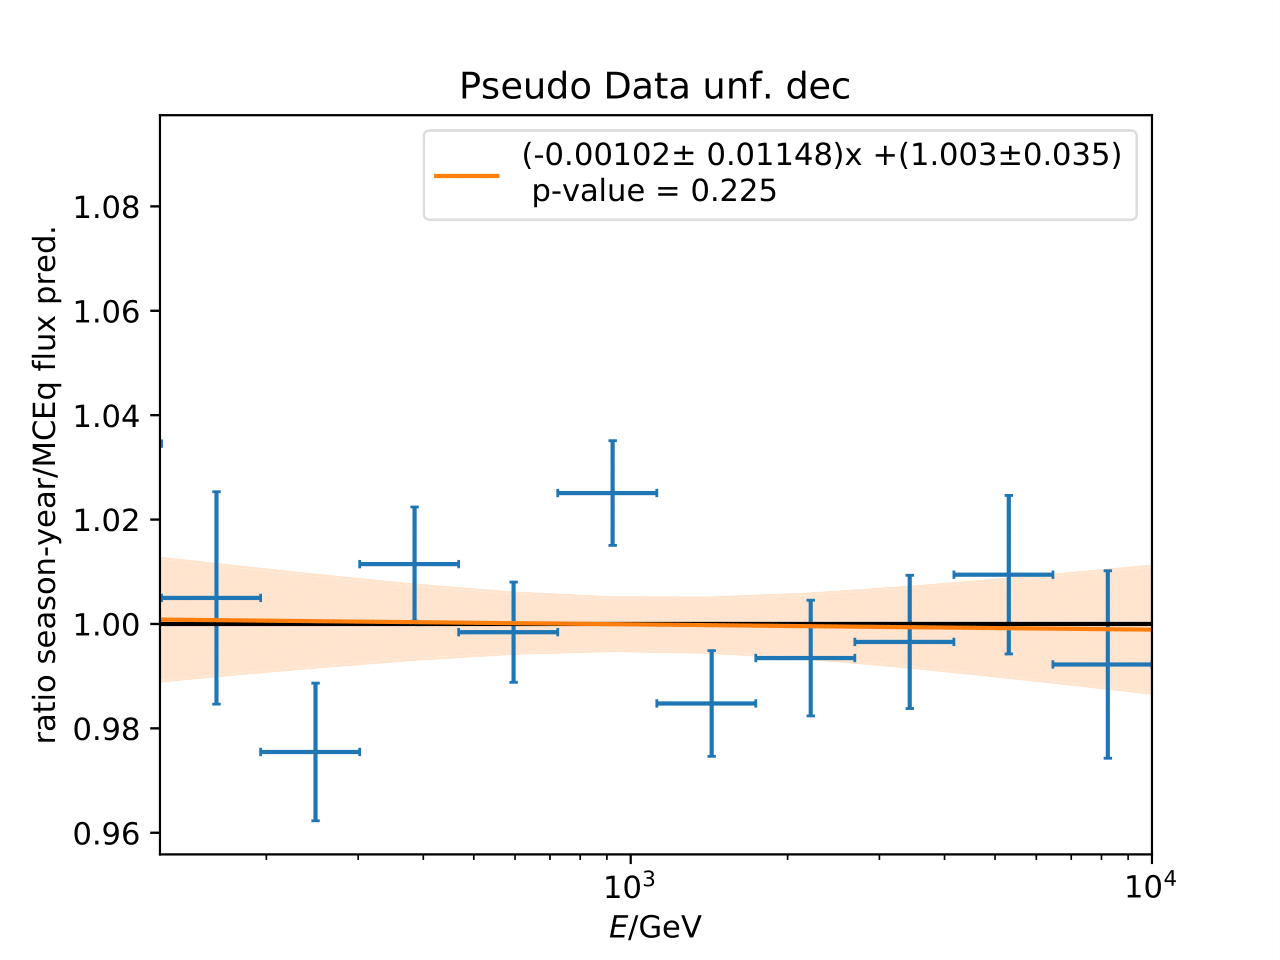 Pseudo Data unf. dec
(-0.00102± 0.01148)x +(1.003±0.035)
p-value = 0.225
ratio season-year/MCEq flux pred.
1.08
1.06
1.04
1.02
1.00
0.98
0.96
10³
10⁴
E/GeV